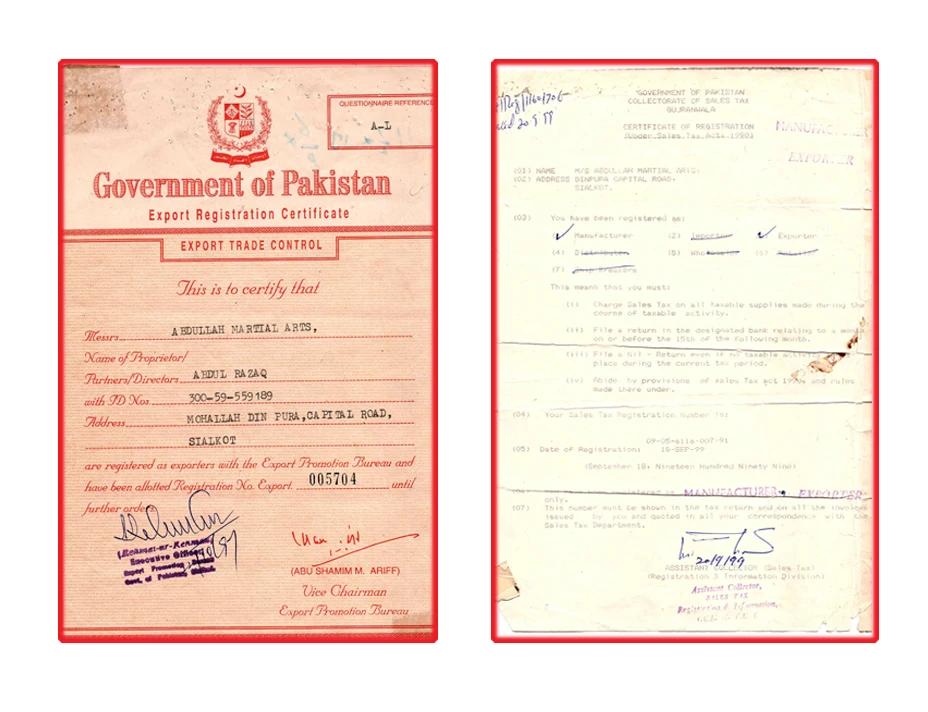 QUESTIONNAIRE REFERENCE
A-L
Government of Pakistan
Export Registration Certificate
EXPORT TRADE CONTROL
This is to certify that
Messrs ABDULLAH MARTIAL ARTS,
Name of Proprietor/
Partners/Directors ABDUL RAZAQ
with ID Nos 300-59-559189
Address MOHALLAH DIN PURA, CAPITAL ROAD,
SIALKOT
are registered as exporters with the Export Promotion Bureau and
have been allotted Registration No. Export. 005704 until
further orders
Executive Officer
Export Promotion
Govt. of Pakistan,
(ABU SHAMIM M. ARIFF)
Vice Chairman
Export Promotion Bureau
GOVERNMENT OF PAKISTAN
COLLECTORATE OF SALES TAX
GUJRANWALA
CERTIFICATE OF REGISTRATION
(Under Sales Tax Act 1990)
MANUFACTURER
EXPORTER
(01) NAME M/S ABDULLAH MARTIAL ARTS.
(02) ADDRESS DINPURA CAPITAL ROAD.
SIALKOT.
(03) You have been registered as:
Manufacturer (2) Importer Exporter
(4) Distributer (5) Wholesaler (6) Retailer
(7) Ship Breakers
This mean that you must:
(i) Charge Sales Tax on all taxable supplies made during the
course of taxable activity.
(ii) File a return in the designated bank relating to a month
on or before the 15th of the following month.
(iii) File a Nil - Return even if no taxable activity
place during the current tax period.
(iv) Abide by provisions of sales Tax act 1990 and rules
made there under.
(04) Your Sales Tax Registration Number is:
09-05-6116-007-91
(05) Date of Registration: 18-SEP-99
(September 18, Nineteen Hundred Ninety Nine)
MANUFACTURER, EXPORTER
only.
(07) This number must be shown in the tax return and on all the invoices
issued by you and quoted in all your correspondence with the
Sales Tax Department.
20/9/99
ASSISTANT COLLECTOR (Sales Tax)
(Registration & Information Division)
Assistant Collector,
SALES TAX
Registration & Information,